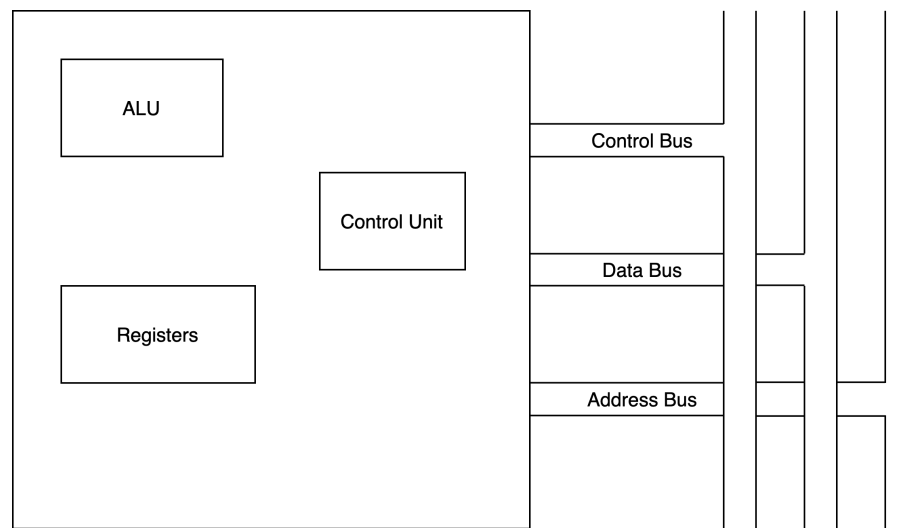 ALU
Control Bus
Control Unit
Data Bus
Registers
Address Bus